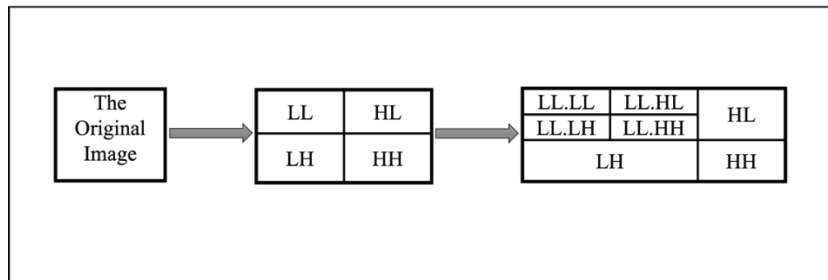 The
Original
Image
LL HL
LH HH
LL.LL LL.HL HL
LL.LH LL.HH
LH HH